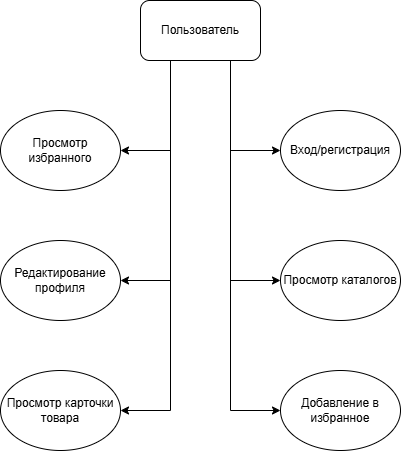 Пользователь
Просмотр
избранного
Вход/регистрация
Редактирование
профиля
Просмотр каталогов
Просмотр карточки
товара
Добавление в
избранное